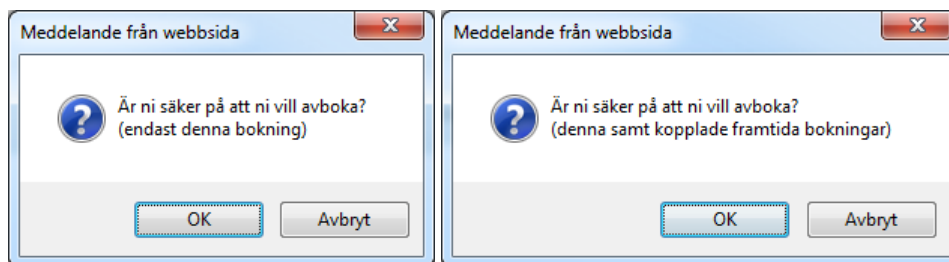 Meddelande från webbsida
Är ni säker på att ni vill avboka?
(endast denna bokning)
OK
Avbryt
Meddelande från webbsida
Är ni säker på att ni vill avboka?
(denna samt kopplade framtida bokningar)
OK
Avbryt